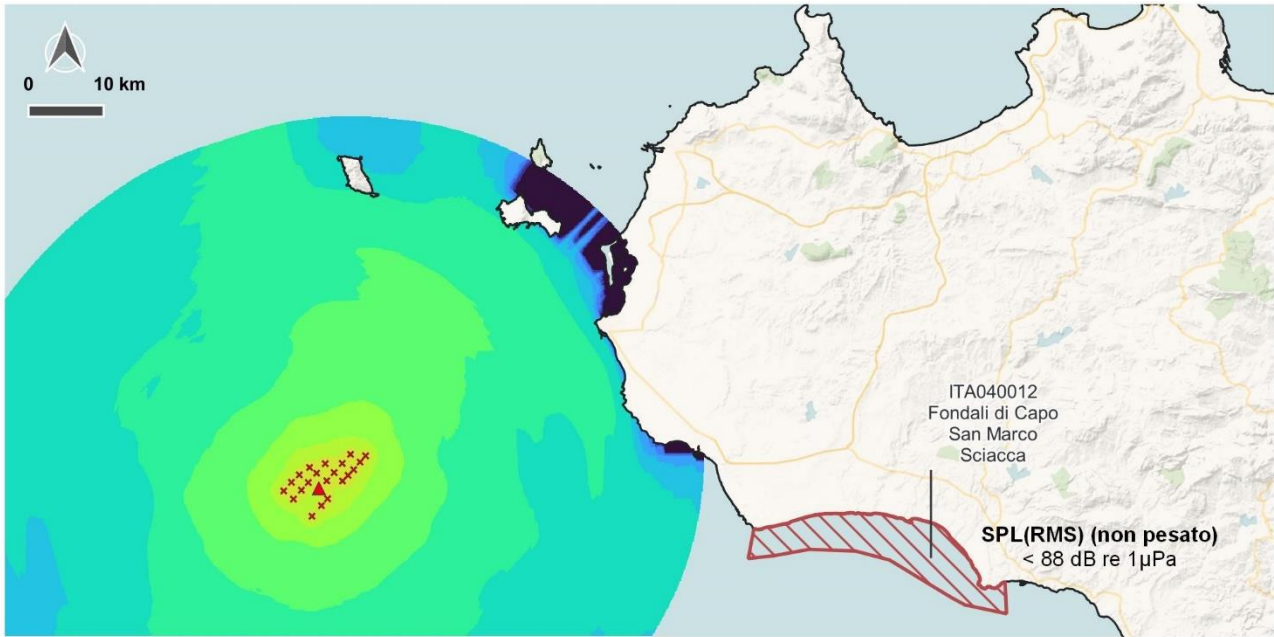 0 10 km
ITA040012
Fondali di Capo
San Marco
Sciacca
SPL(RMS) (non pesato)
< 88 dB re 1µPa